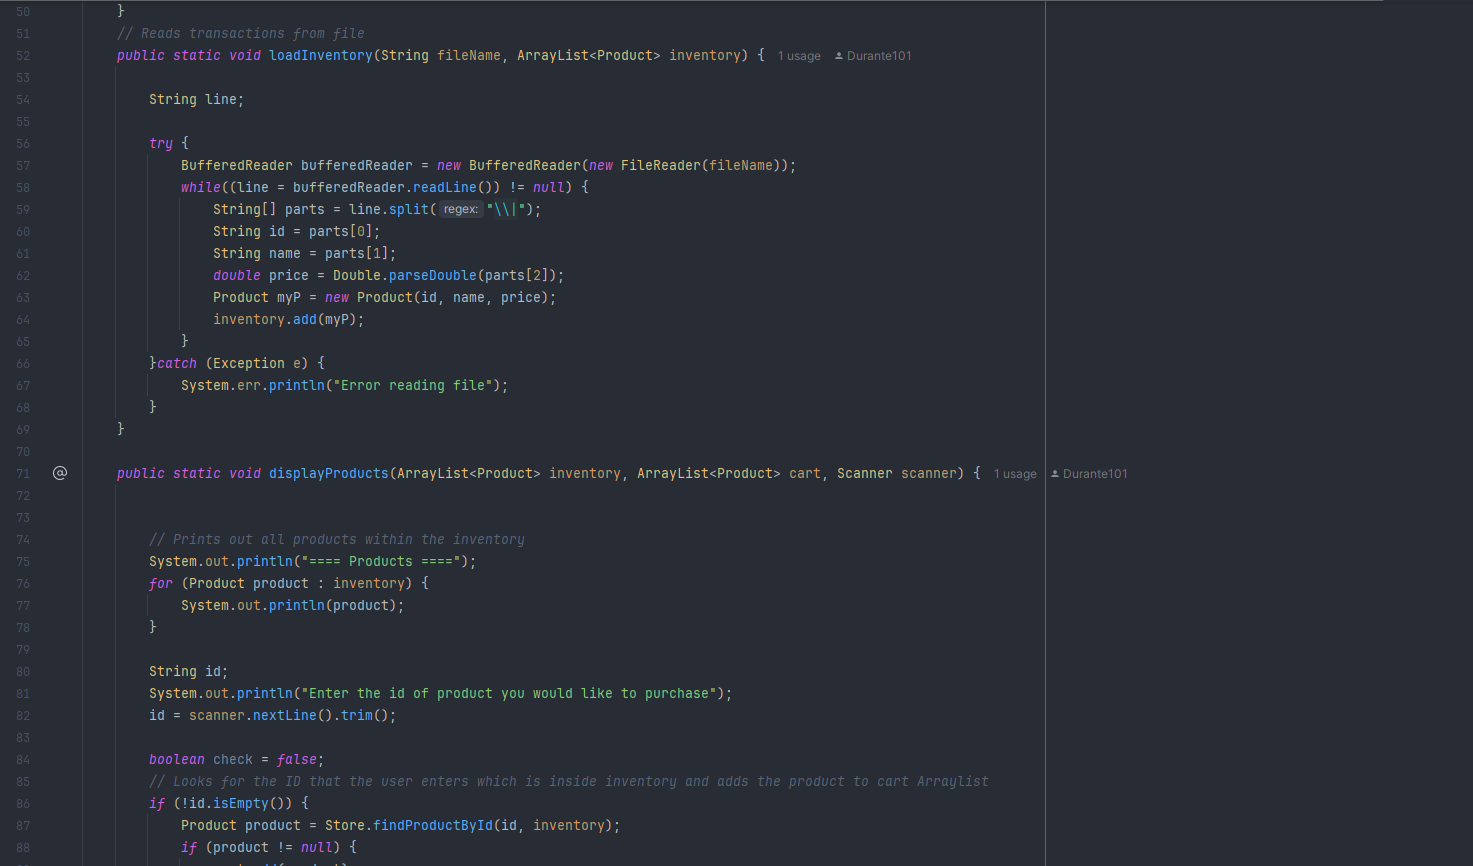 50 }
51 // Reads transactions from file
52 public static void loadInventory(String fileName, ArrayList<Product> inventory) { 1 usage Durante101
53
54 String line;
55
56 try {
57 BufferedReader bufferedReader = new BufferedReader(new FileReader(fileName));
58 while((line = bufferedReader.readLine()) != null) {
59 String[] parts = line.split( regex: "\\|");
60 String id = parts[0];
61 String name = parts[1];
62 double price = Double.parseDouble(parts[2]);
63 Product myP = new Product(id, name, price);
64 inventory.add(myP);
65 }
66 }catch (Exception e) {
67 System.err.println("Error reading file");
68 }
69 }
70
71 @ public static void displayProducts(ArrayList<Product> inventory, ArrayList<Product> cart, Scanner scanner) { 1 usage Durante101
72
73
74 // Prints out all products within the inventory
75 System.out.println("==== Products ====");
76 for (Product product : inventory) {
77 System.out.println(product);
78 }
79
80 String id;
81 System.out.println("Enter the id of product you would like to purchase");
82 id = scanner.nextLine().trim();
83
84 boolean check = false;
85 // Looks for the ID that the user enters which is inside inventory and adds the product to cart Arraylist
86 if (!id.isEmpty()) {
87 Product product = Store.findProductById(id, inventory);
88 if (product != null) {